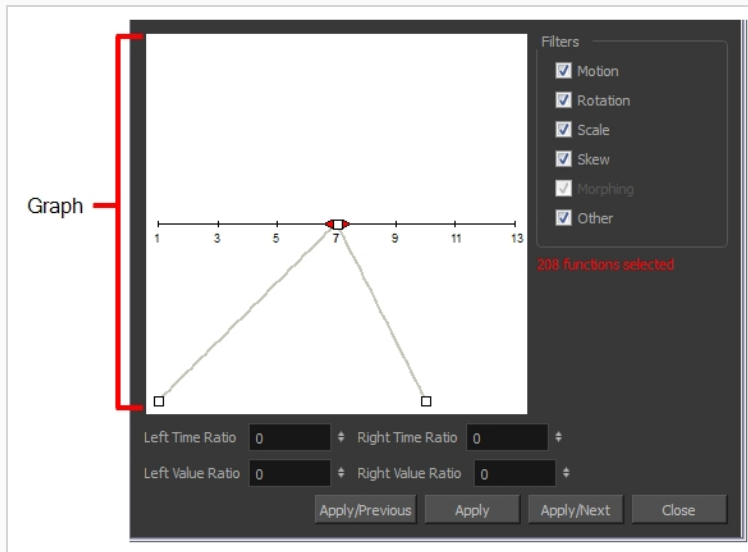 Graph
1 3 5 7 9 11 13
Filters
Motion
Rotation
Scale
Skew
Morphing
Other
208 functions selected
Left Time Ratio 0 Right Time Ratio 0
Left Value Ratio 0 Right Value Ratio 0
Apply/Previous Apply Apply/Next Close